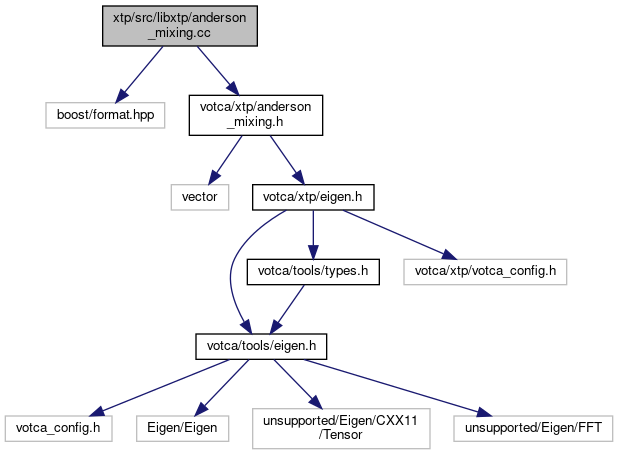 xtp/src/libxtp/anderson
_mixing.cc
boost/format.hpp
votca/xtp/anderson
_mixing.h
vector
votca/xtp/eigen.h
votca/tools/types.h
votca/xtp/votca_config.h
votca/tools/eigen.h
votca_config.h
Eigen/Eigen
unsupported/Eigen/CXX11
/Tensor
unsupported/Eigen/FFT